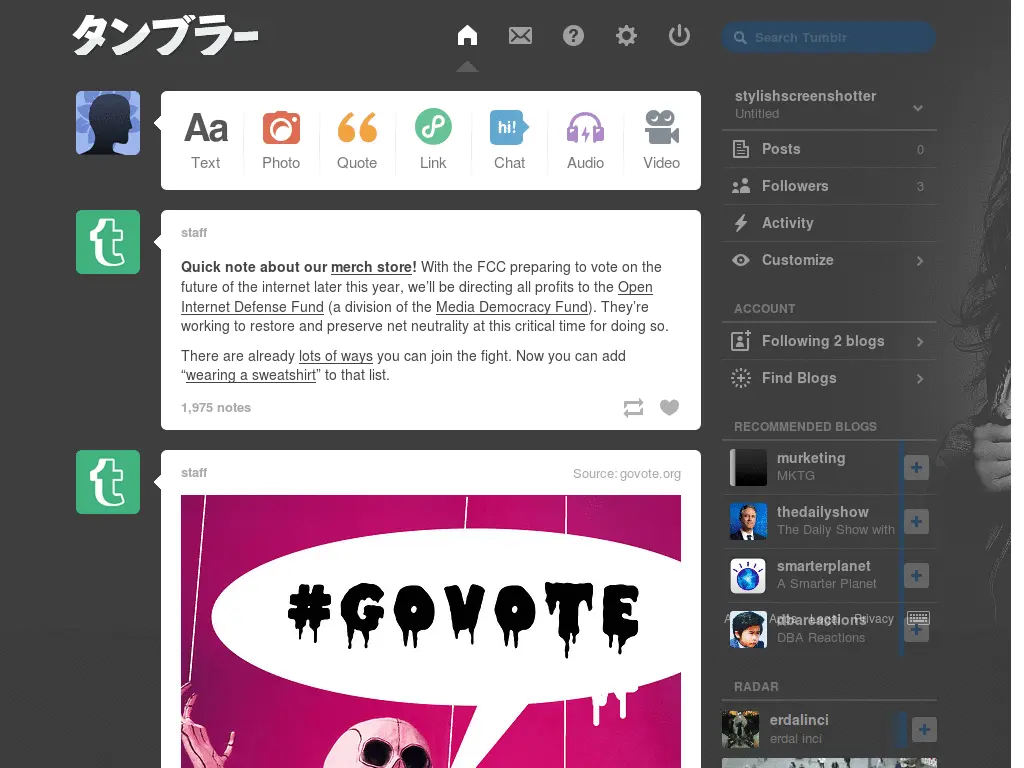 タンブラー
Search Tumblr
Aa
Text
Photo
Quote
Link
hi!
Chat
Audio
Video
staff
Quick note about our merch store! With the FCC preparing to vote on the
future of the internet later this year, we’ll be directing all profits to the Open
Internet Defense Fund (a division of the Media Democracy Fund). They’re
working to restore and preserve net neutrality at this critical time for doing so.
There are already lots of ways you can join the fight. Now you can add
“wearing a sweatshirt” to that list.
1,975 notes
staff
Source: govote.org
#GOVOTE
stylishscreenshotter
Untitled
Posts 0
Followers 3
Activity
Customize
ACCOUNT
Following 2 blogs
Find Blogs
RECOMMENDED BLOGS
murketing
MKTG
thedailyshow
The Daily Show with
smarterplanet
A Smarter Planet
dbareactions
Apps Legal Privacy
DBA Reactions
RADAR
erdalinci
erdal inci